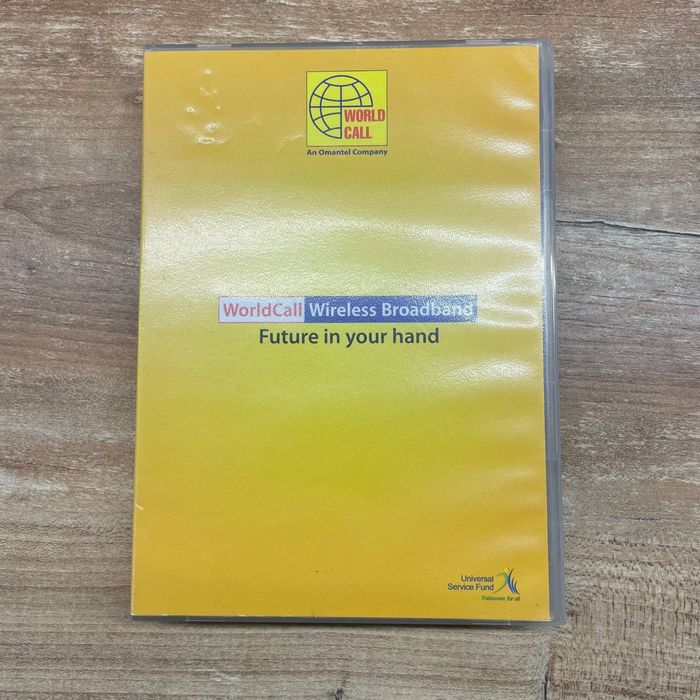 WORLD
CALL
An Omantel Company
WorldCall Wireless Broadband
Future in your hand
Universal
Service Fund
Telecom for all